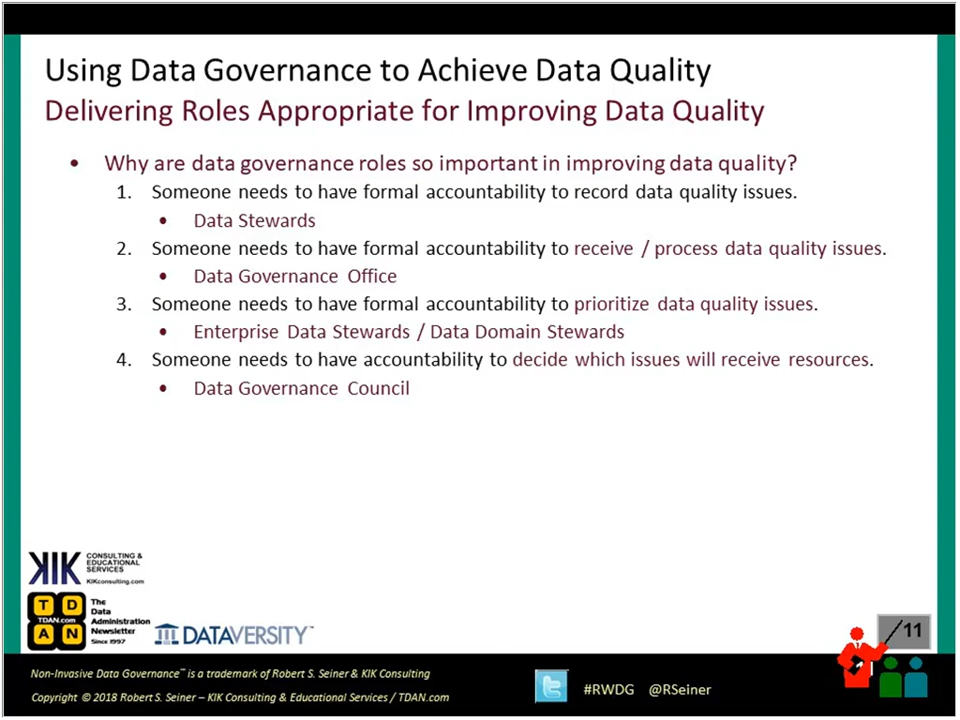 Using Data Governance to Achieve Data Quality
Delivering Roles Appropriate for Improving Data Quality
• Why are data governance roles so important in improving data quality?
1. Someone needs to have formal accountability to record data quality issues.
• Data Stewards
2. Someone needs to have formal accountability to receive / process data quality issues.
• Data Governance Office
3. Someone needs to have formal accountability to prioritize data quality issues.
• Enterprise Data Stewards / Data Domain Stewards
4. Someone needs to have accountability to decide which issues will receive resources.
• Data Governance Council
KIK
CONSULTING &
EDUCATIONAL
SERVICES
KIKconsulting.com
T D
TDAN.com
A N
The
Data
Administration
Newsletter
Since 1997
DATAVERSITY™
11
Non-Invasive Data Governance™ is a trademark of Robert S. Seiner & KIK Consulting
Copyright © 2018 Robert S. Seiner – KIK Consulting & Educational Services / TDAN.com
#RWDG @RSeiner